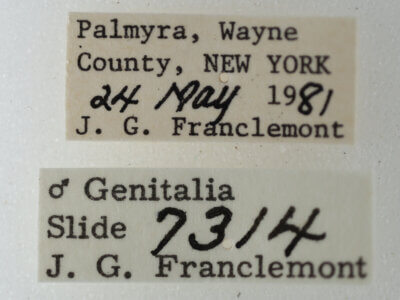 Palmyra, Wayne
County, NEW YORK
24 May 1981
J. G. Franclemont
♂ Genitalia
Slide 7314
J. G. Franclemont